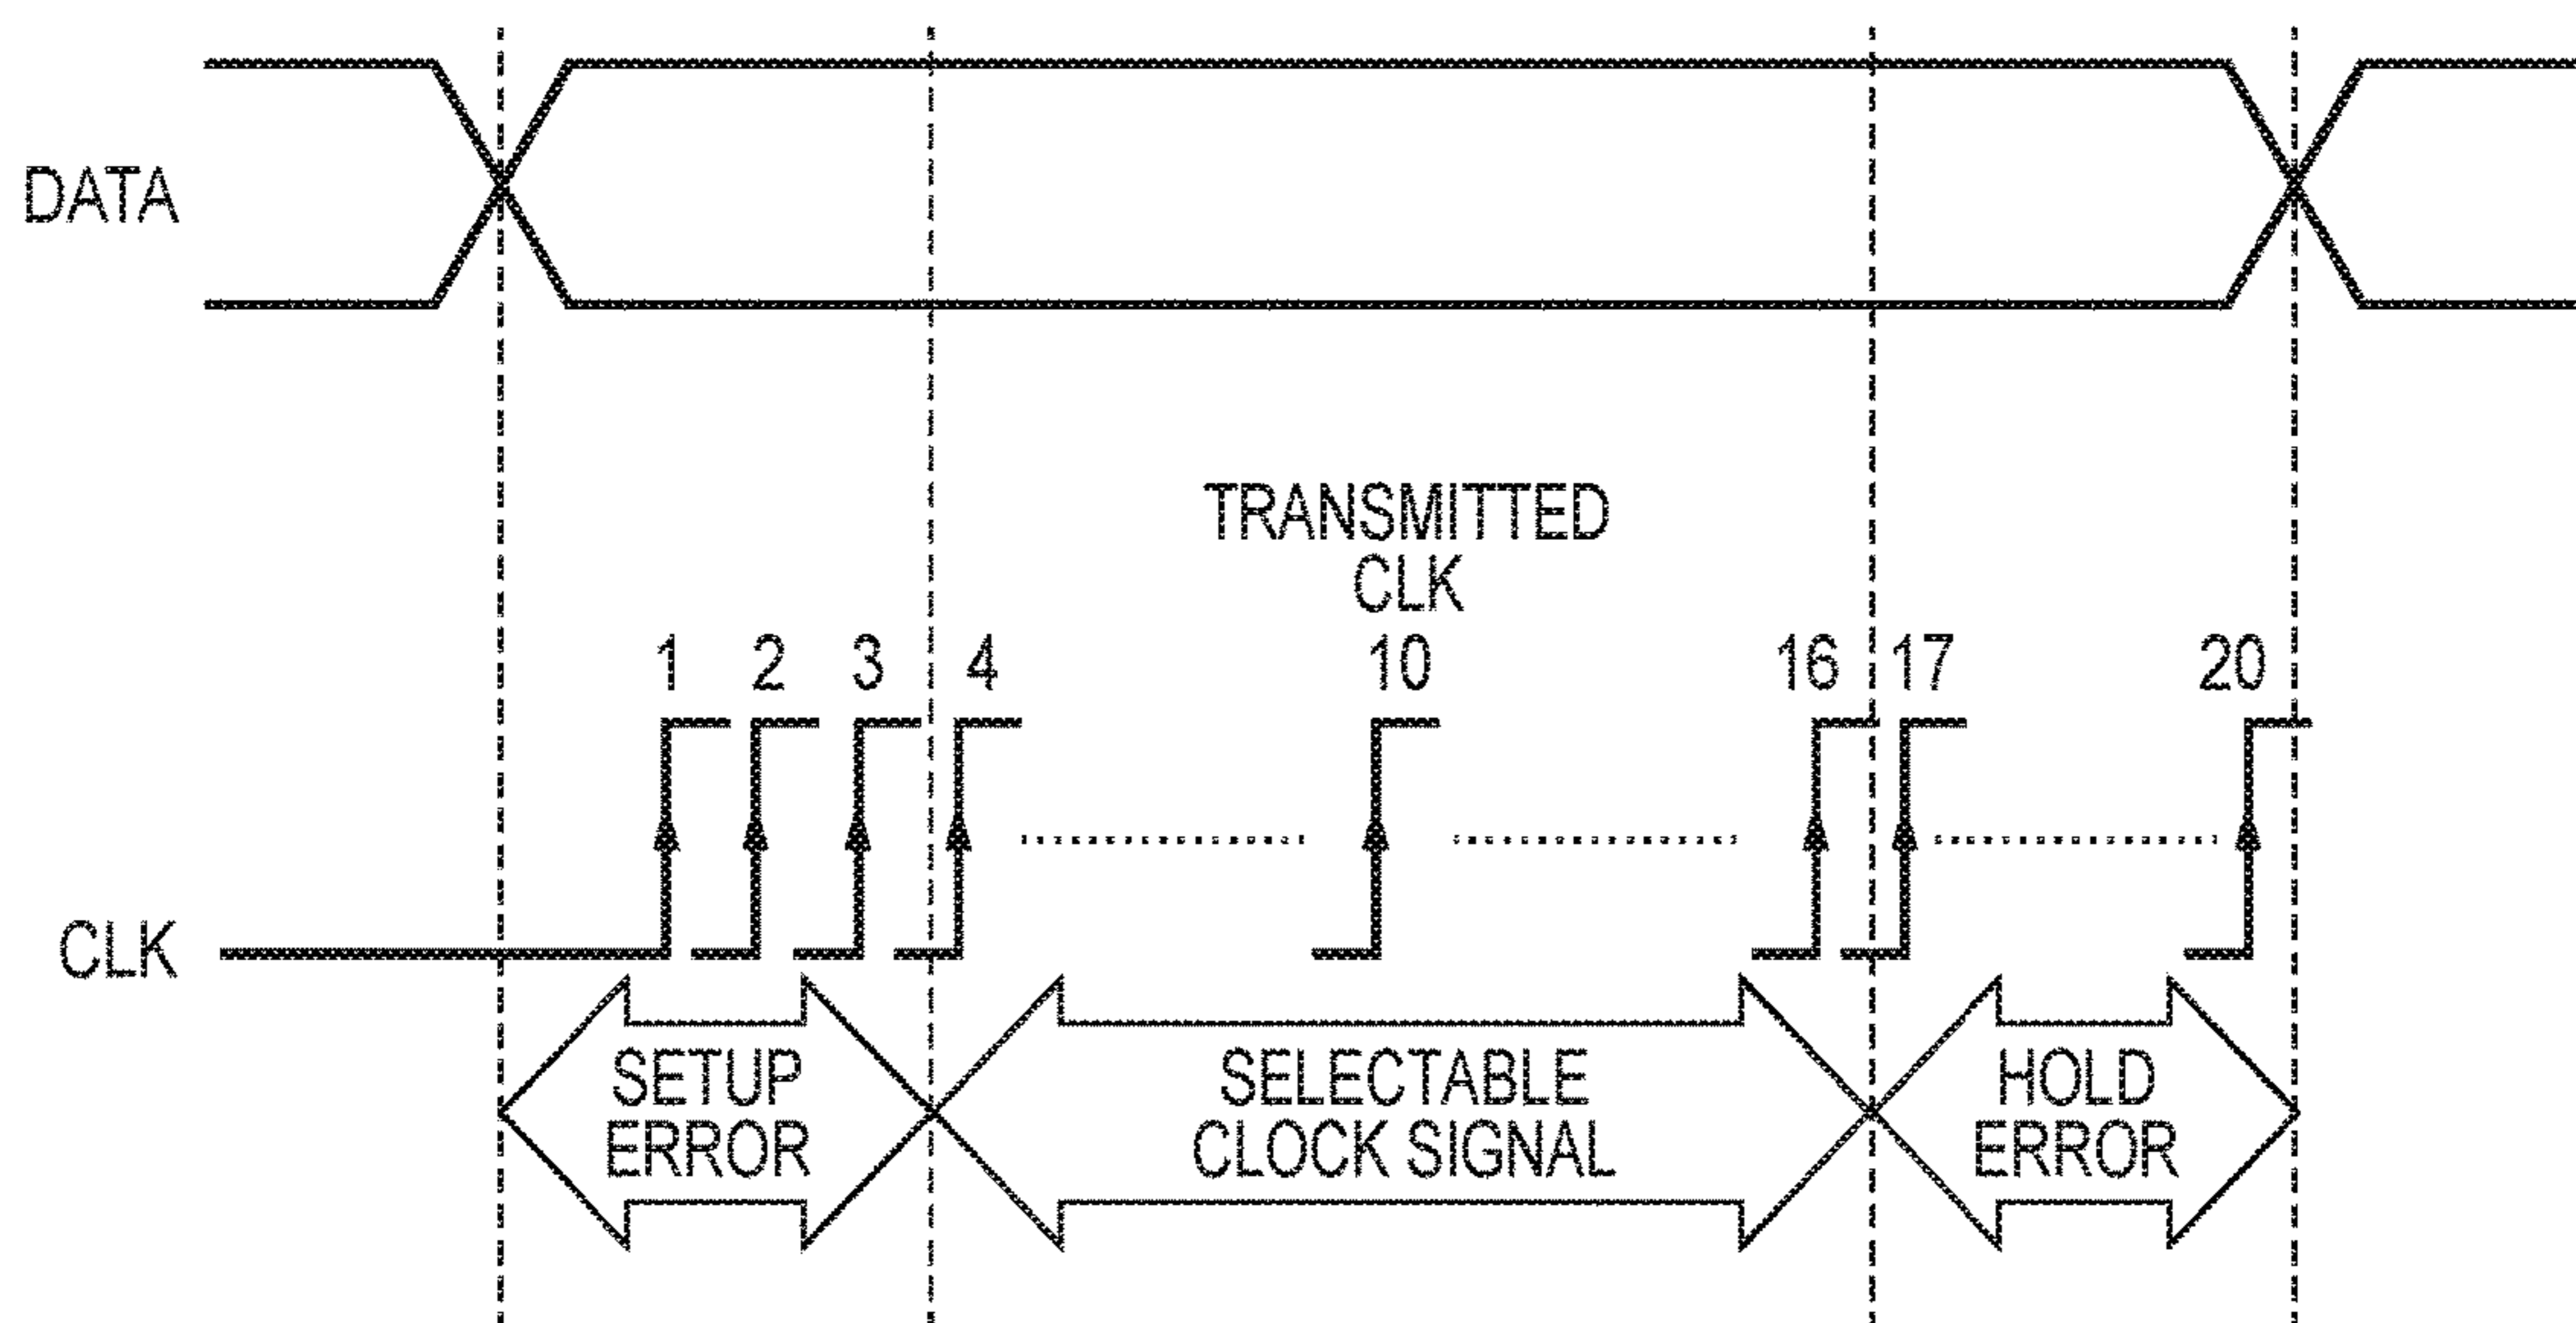 DATA
TRANSMITTED
CLK
1 2 3 4 10 16 17 20
CLK
SETUP
ERROR
SELECTABLE
CLOCK SIGNAL
HOLD
ERROR